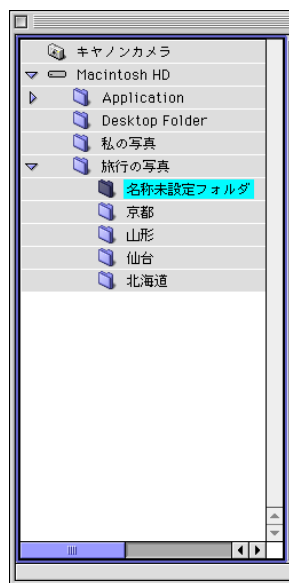 キヤノンカメラ
Macintosh HD
Application
Desktop Folder
私の写真
旅行の写真
名称未設定フォルダ
京都
山形
仙台
北海道